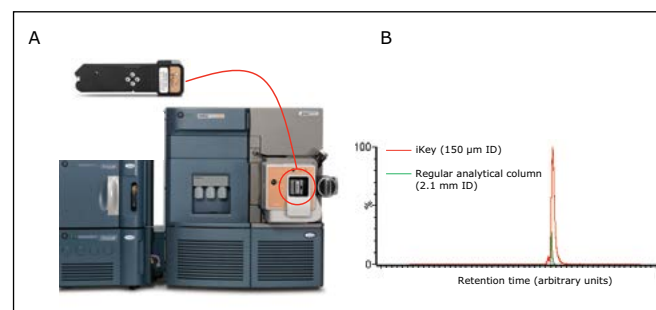 A
B
100
iKey (150 µm ID)
Regular analytical column
(2.1 mm ID)
%
0
Retention time (arbitrary units)